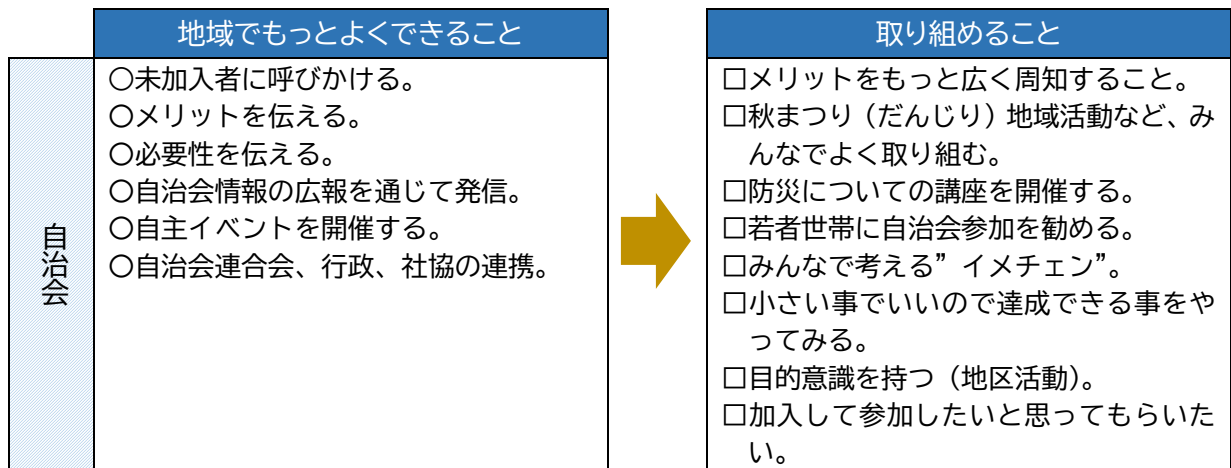 地域でもっとよくできること
自治会
〇未加入者に呼びかける。
〇メリットを伝える。
〇必要性を伝える。
〇自治会情報の広報を通じて発信。
〇自主イベントを開催する。
〇自治会連合会、行政、社協の連携。
取り組めること
□メリットをもっと広く周知すること。
□秋まつり（だんじり）地域活動など、み
んなでよく取り組む。
□防災についての講座を開催する。
□若者世帯に自治会参加を勧める。
□みんなで考える”イメチェン”。
□小さい事でいいので達成できる事をや
ってみる。
□目的意識を持つ（地区活動）。
□加入して参加したいと思ってもらいた
い。